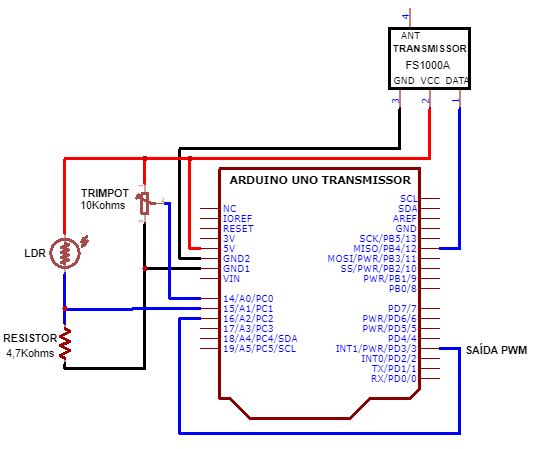 4
ANT
TRANSMISSOR
FS1000A
GND VCC DATA
3 2 1
ARDUINO UNO TRANSMISSOR
TRIMPOT
10Kohms
LDR
RESISTOR
4,7Kohms
NC
IOREF
RESET
3V
5V
GND2
GND1
VIN
14/A0/PC0
15/A1/PC1
16/A2/PC2
17/A3/PC3
18/A4/PC4/SDA
19/A5/PC5/SCL
SCL
SDA
AREF
GND
SCK/PB5/13
MISO/PB4/12
MOSI/PWR/PB3/11
SS/PWR/PB2/10
PWR/PB1/9
PB0/8
PD7/7
PWR/PD6/6
PWR/PD5/5
PD4/4
INT1/PWR/PD3/3
INT0/PD2/2
TX/PD1/1
RX/PD0/0
SAÍDA PWM